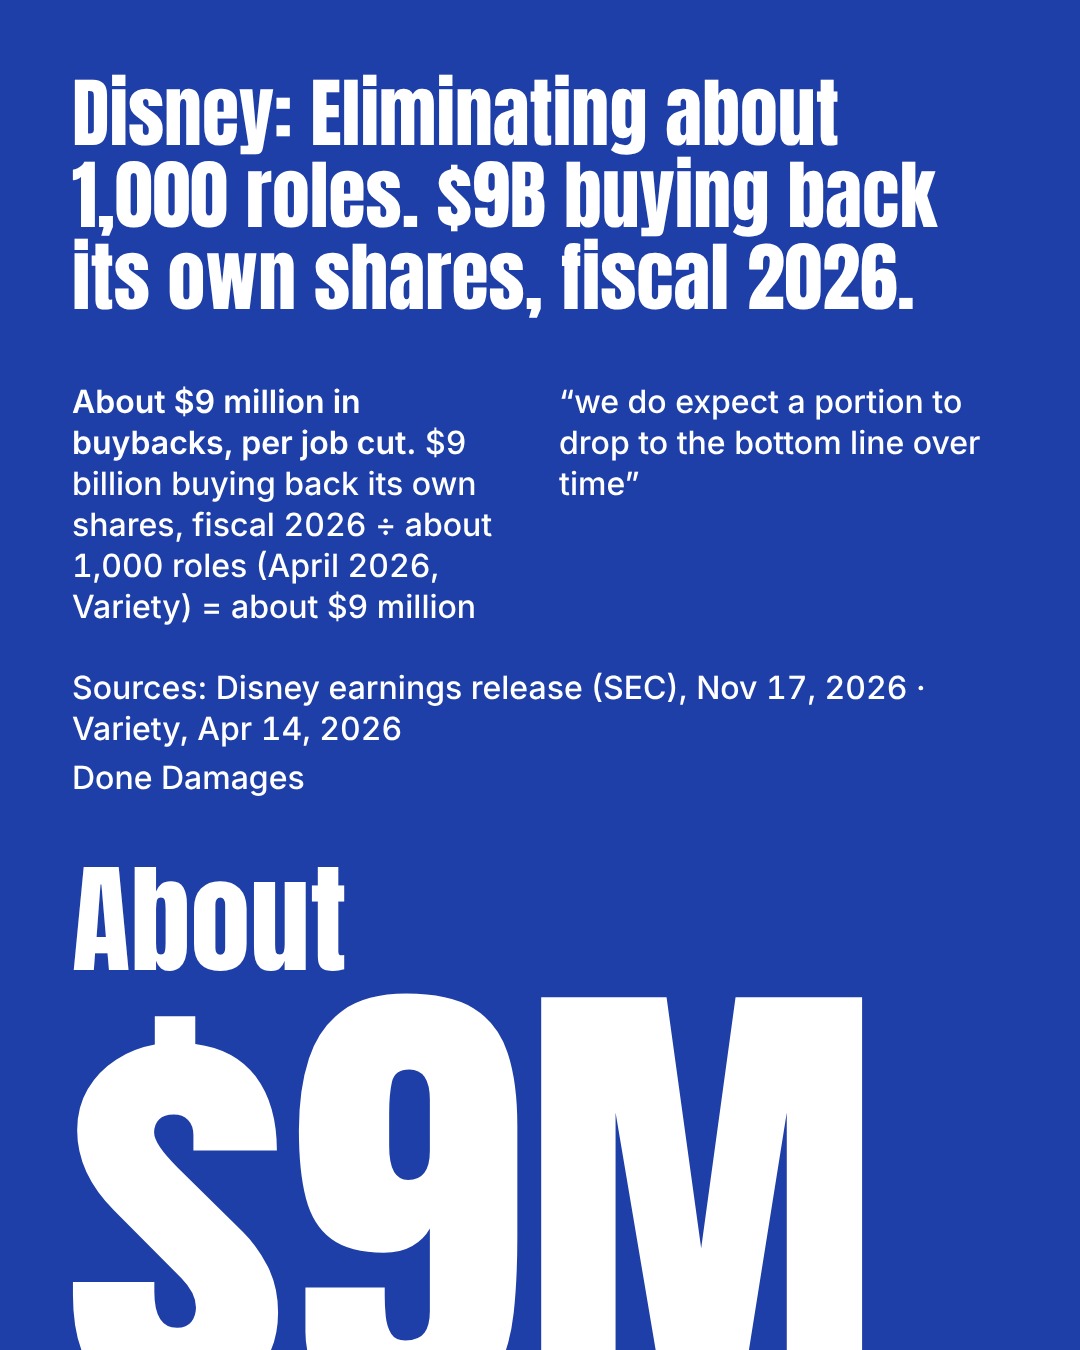 Disney: Eliminating about
1,000 roles. $9B buying back
its own shares, fiscal 2026.
About $9 million in
buybacks, per job cut. $9
billion buying back its own
shares, fiscal 2026 ÷ about
1,000 roles (April 2026,
Variety) = about $9 million
“we do expect a portion to
drop to the bottom line over
time”
Sources: Disney earnings release (SEC), Nov 17, 2026 ·
Variety, Apr 14, 2026
Done Damages
About
$9M